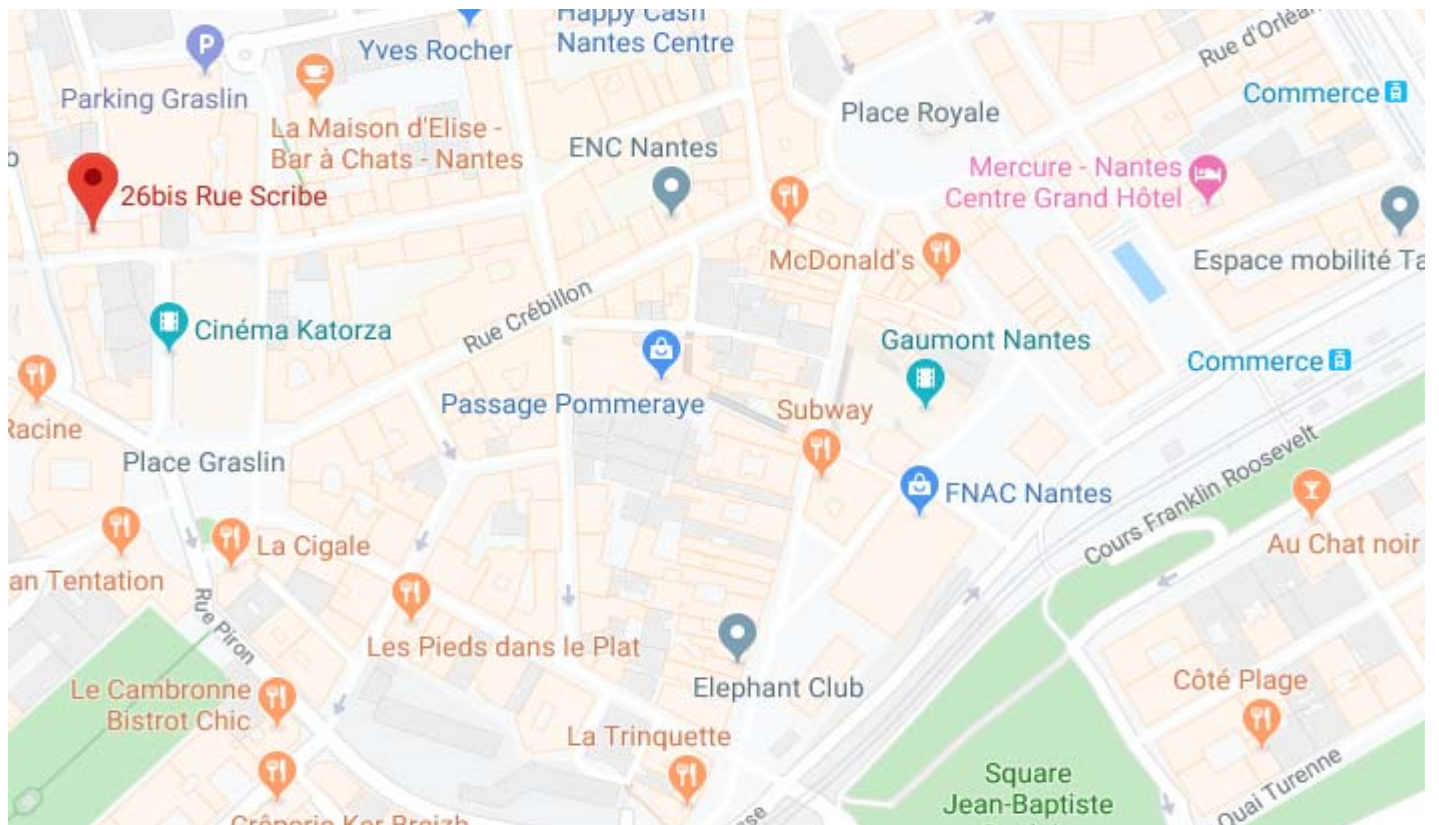 Happy Cash
Nantes Centre
Yves Rocher
P
Rue d'Orléan
Parking Graslin
Commerce
Place Royale
La Maison d'Elise -
Bar à Chats - Nantes
ENC Nantes
Mercure - Nantes
Centre Grand Hôtel
26bis Rue Scribe
McDonald's
Espace mobilité Ta
Rue Crébillon
Cinéma Katorza
Gaumont Nantes
Commerce
Passage Pommeraye
Subway
Racine
Place Graslin
FNAC Nantes
Cours Franklin Roosevelt
La Cigale
Au Chat noir
an Tentation
Rue Piron
Les Pieds dans le Plat
Elephant Club
Côté Plage
Le Cambronne
Bistrot Chic
La Trinquette
Square
Jean-Baptiste
Quai Turenne
Crêperie Ker Breizh